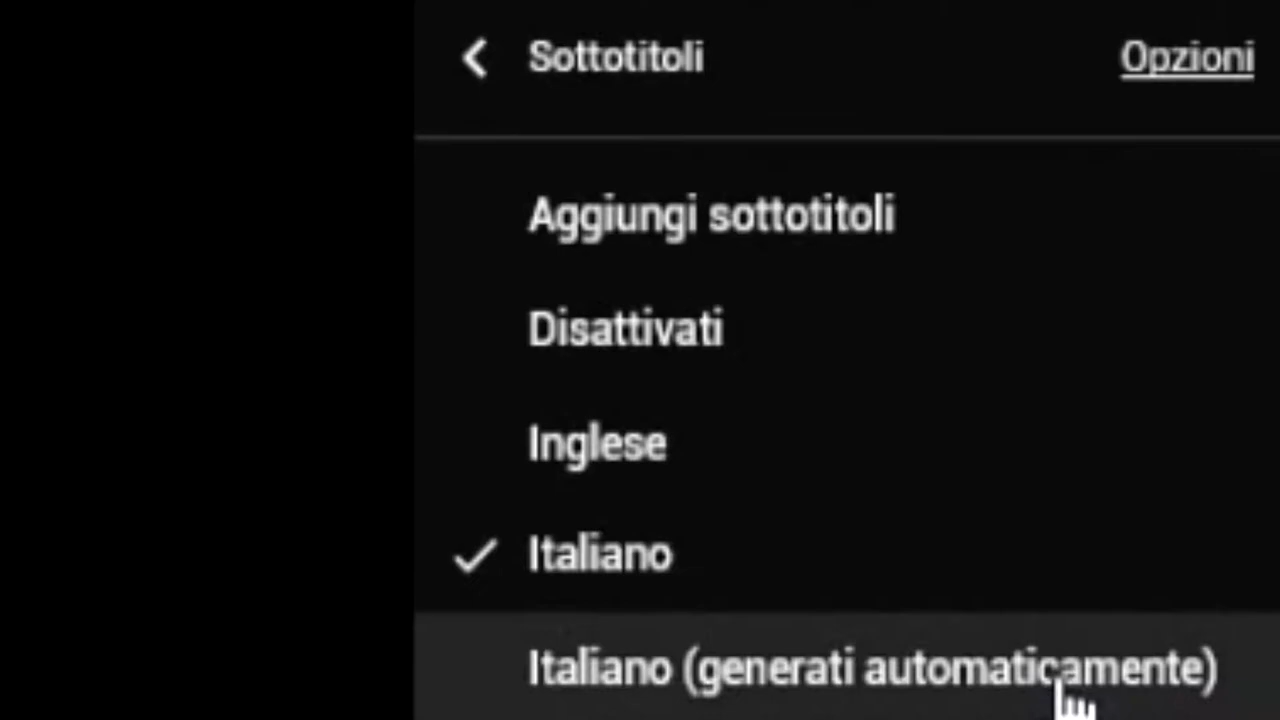 Sottotitoli Opzioni
Aggiungi sottotitoli
Disattivati
Inglese
Italiano
Italiano (generati automaticamente)